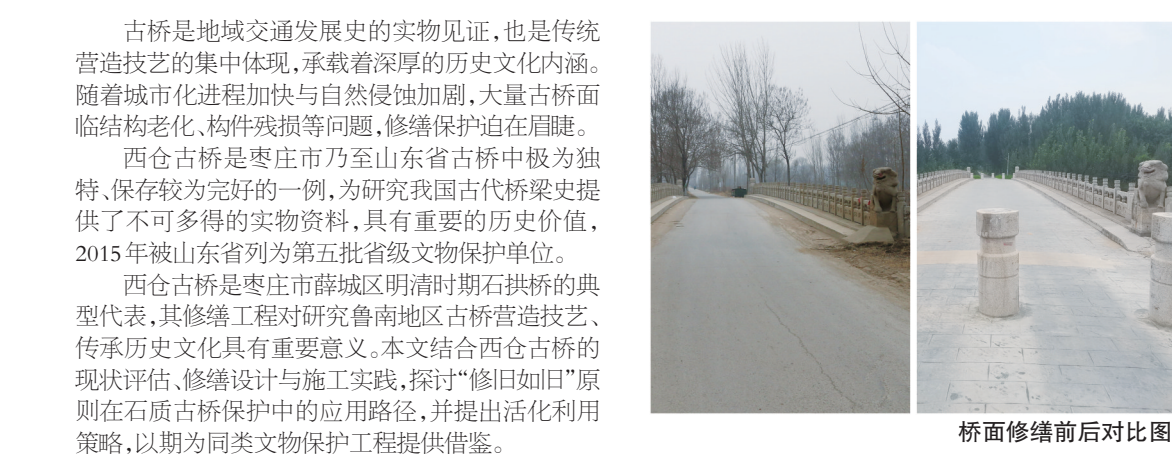 古桥是地域交通发展史的实物见证,也是传统
营造技艺的集中体现,承载着深厚的历史文化内涵。
随着城市化进程加快与自然侵蚀加剧,大量古桥面
临结构老化、构件残损等问题,修缮保护迫在眉睫。
西仓古桥是枣庄市乃至山东省古桥中极为独
特、保存较为完好的一例,为研究我国古代桥梁史提
供了不可多得的实物资料,具有重要的历史价值,
2015年被山东省列为第五批省级文物保护单位。
西仓古桥是枣庄市薛城区明清时期石拱桥的典
型代表,其修缮工程对研究鲁南地区古桥营造技艺、
传承历史文化具有重要意义。本文结合西仓古桥的
现状评估、修缮设计与施工实践,探讨“修旧如旧”原
则在石质古桥保护中的应用路径,并提出活化利用
策略,以期为同类文物保护工程提供借鉴。
桥面修缮前后对比图